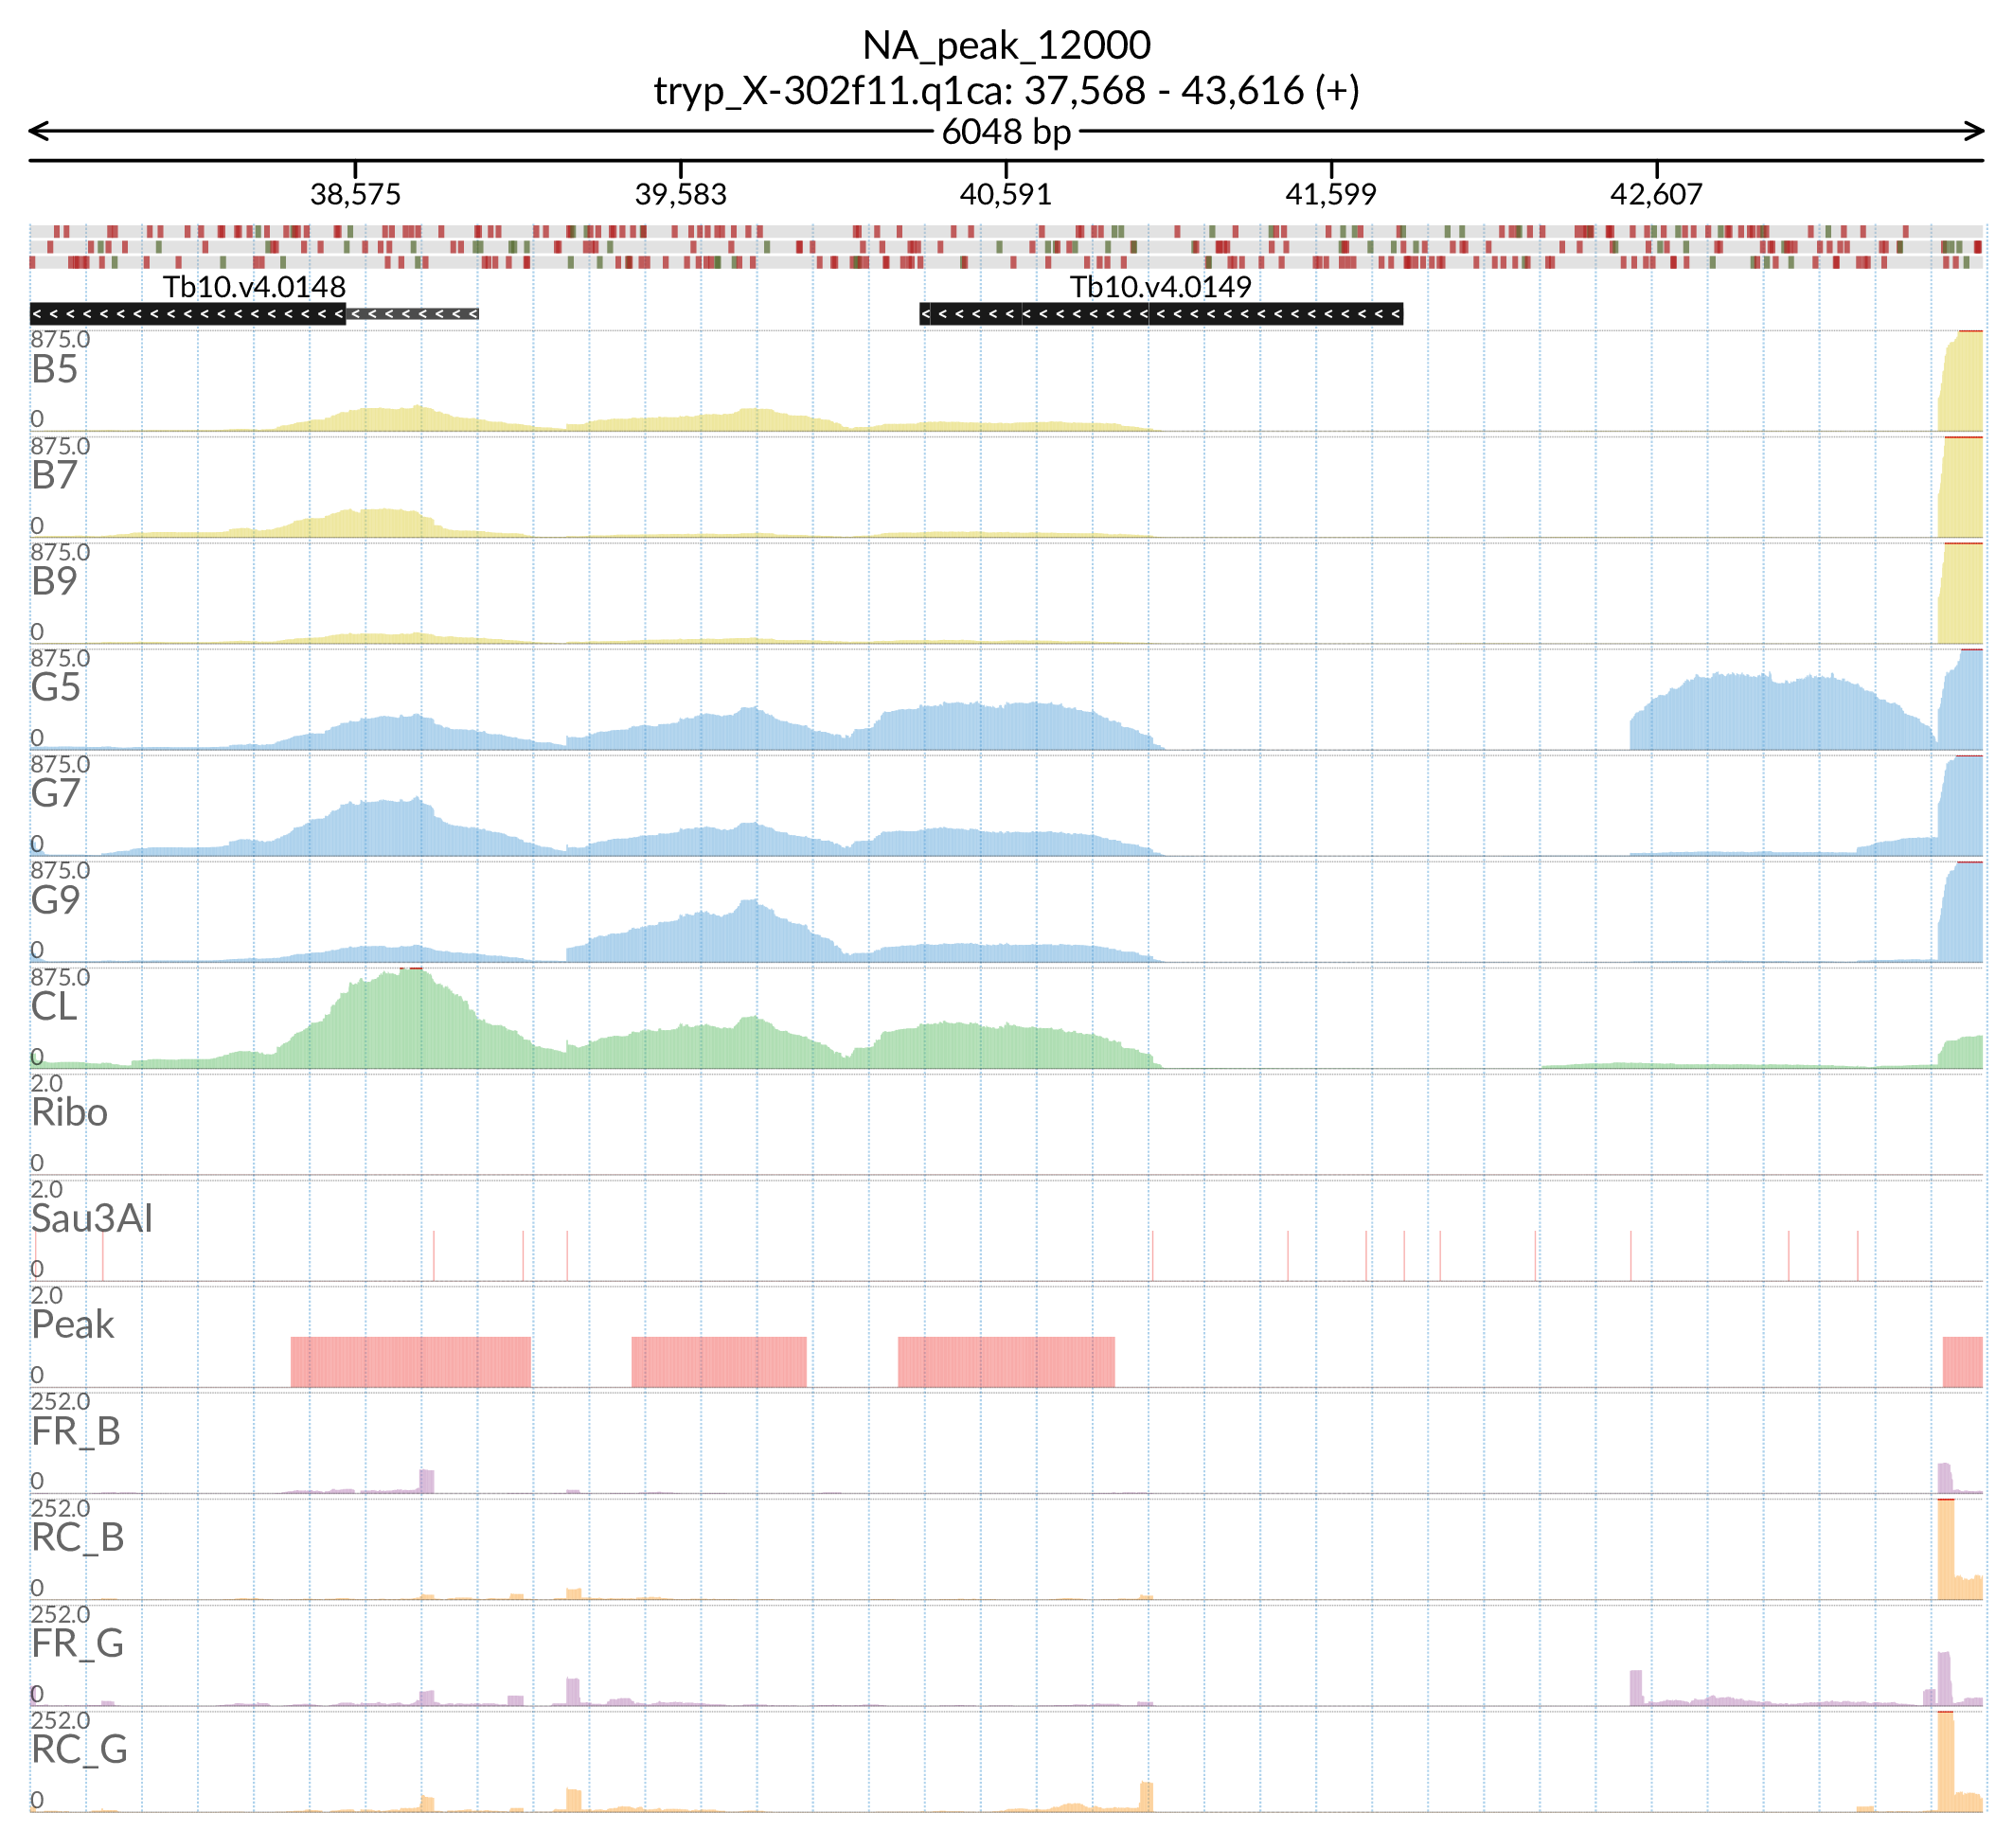 NA_peak_12000
tryp_X-302f11.q1ca: 37,568 - 43,616 (+)
6048 bp
38,575 39,583 40,591 41,599 42,607
Tb10.v4.0148 Tb10.v4.0149
875.0
B5
0
875.0
B7
0
875.0
B9
0
875.0
G5
0
875.0
G7
0
875.0
G9
0
875.0
CL
0
2.0
Ribo
0
2.0
Sau3AI
0
2.0
Peak
0
252.0
FR_B
0
252.0
RC_B
0
252.0
FR_G
0
252.0
RC_G
0